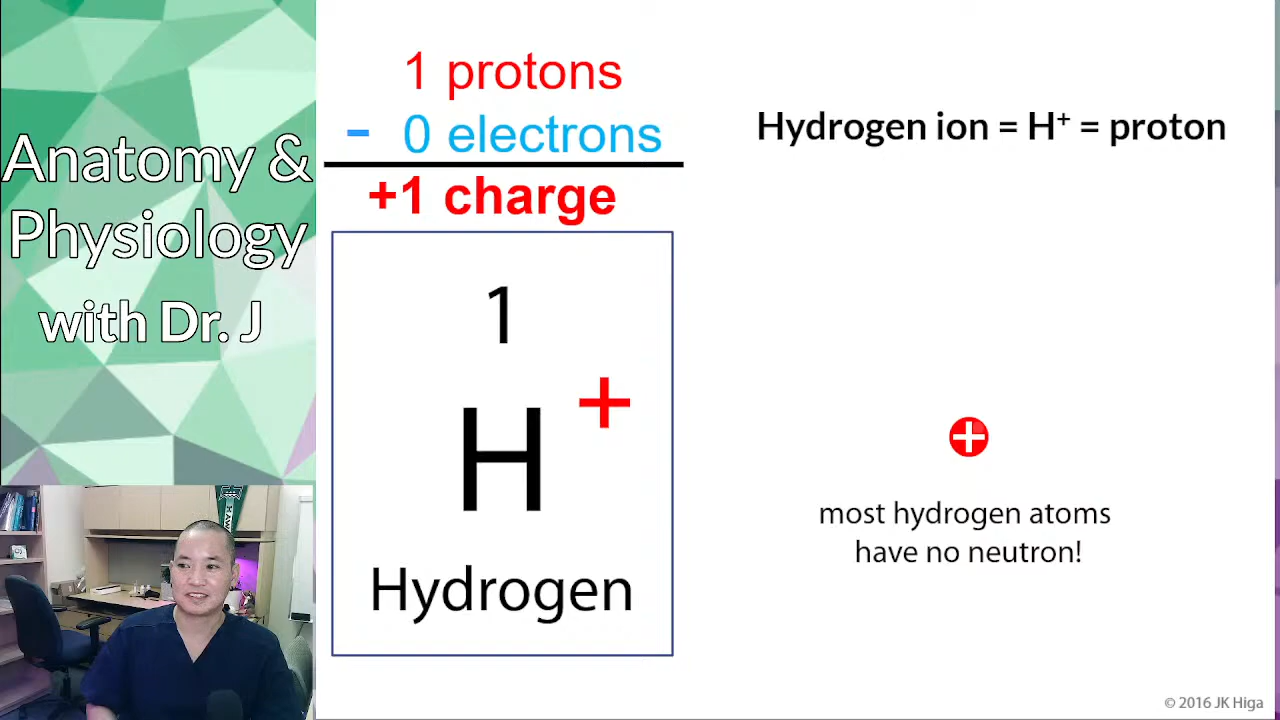 Anatomy &
Physiology
with Dr. J
1 protons
- 0 electrons
+1 charge
1
H+
Hydrogen
Hydrogen ion = H⁺ = proton
+
most hydrogen atoms
have no neutron!
HAW
© 2016 JK Higa